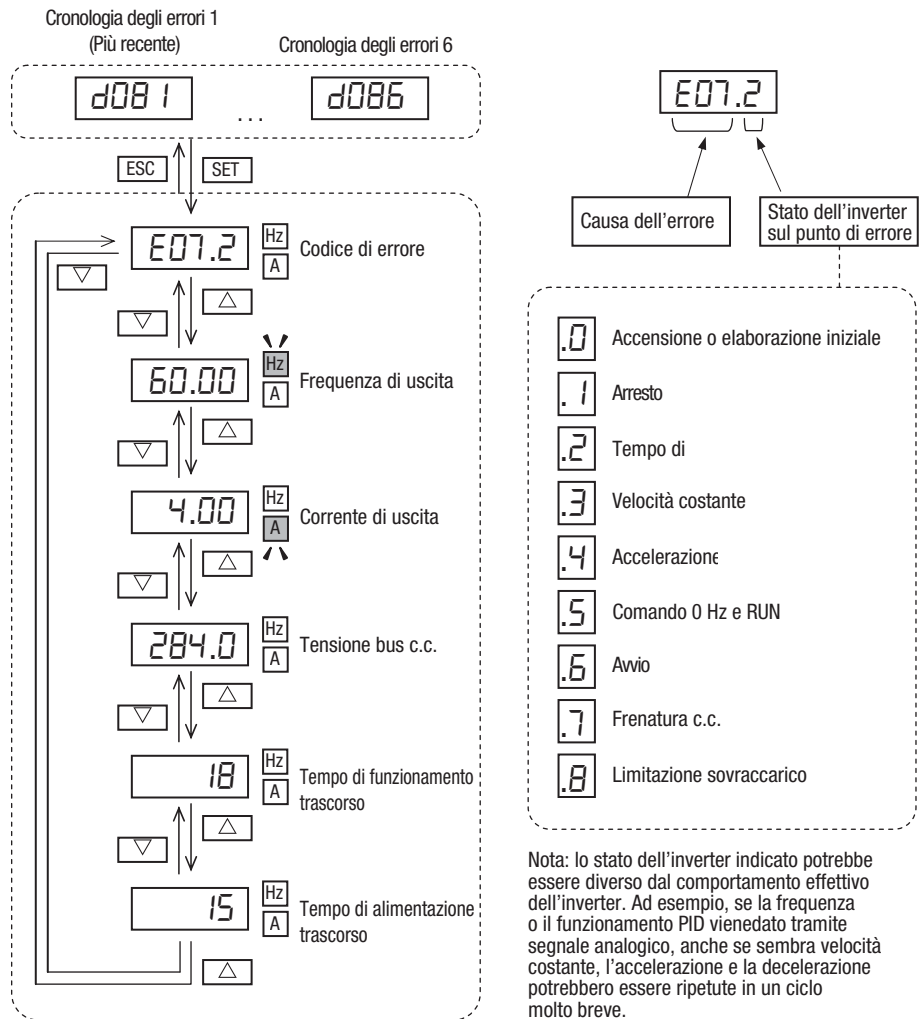 Cronologia degli errori 1
(Più recente)
Cronologia degli errori 6
d081
...
d086
ESC
SET
E07.2
Hz
A
Codice di errore
60.00
Hz
A
Frequenza di uscita
4.00
Hz
A
Corrente di uscita
284.0
Hz
A
Tensione bus c.c.
18
Hz
A
Tempo di funzionamento
trascorso
15
Hz
A
Tempo di alimentazione
trascorso
E07.2
Causa dell'errore
Stato dell'inverter
sul punto di errore
.0 Accensione o elaborazione iniziale
.1 Arresto
.2 Tempo di
.3 Velocità costante
.4 Accelerazione
.5 Comando 0 Hz e RUN
.6 Avvio
.7 Frenatura c.c.
.8 Limitazione sovraccarico
Nota: lo stato dell'inverter indicato potrebbe
essere diverso dal comportamento effettivo
dell'inverter. Ad esempio, se la frequenza
o il funzionamento PID vienedato tramite
segnale analogico, anche se sembra velocità
costante, l'accelerazione e la decelerazione
potrebbero essere ripetute in un ciclo
molto breve.